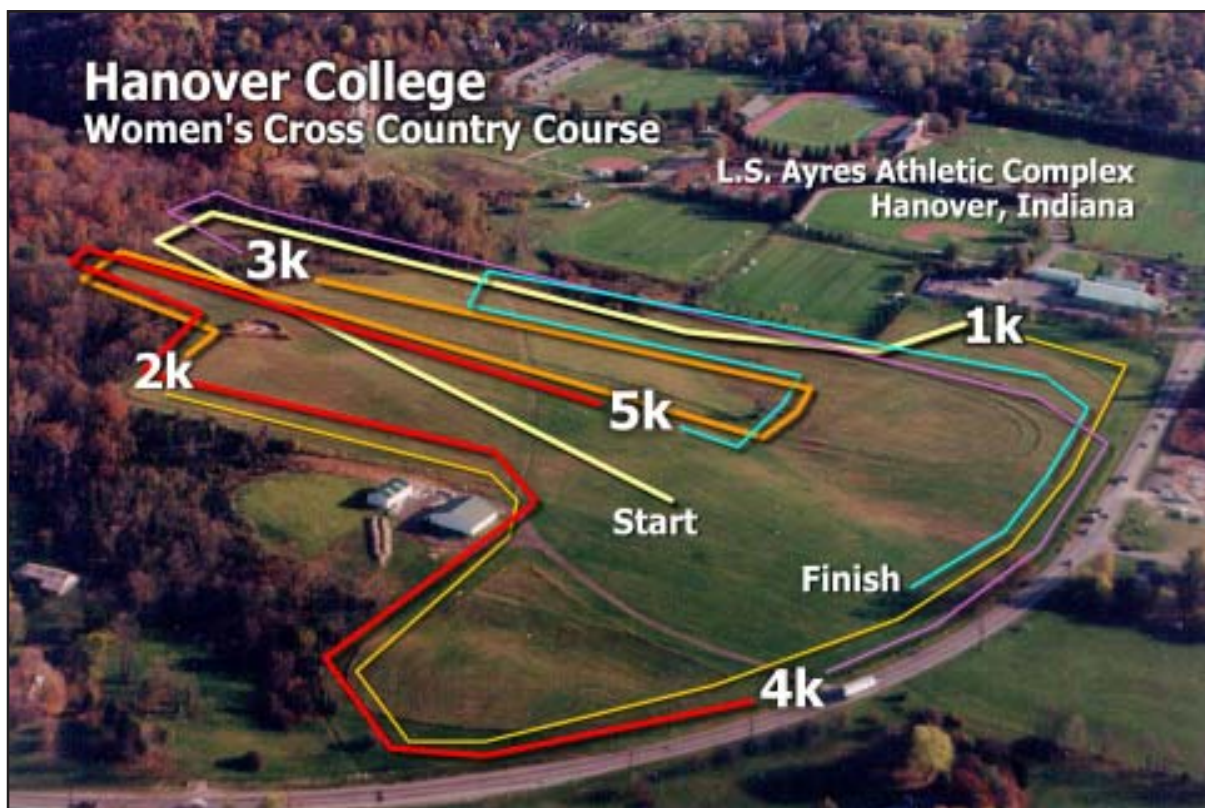 Hanover College
Women's Cross Country Course
L.S. Ayres Athletic Complex
Hanover, Indiana
3k
1k
2k
5k
Start
Finish
4k